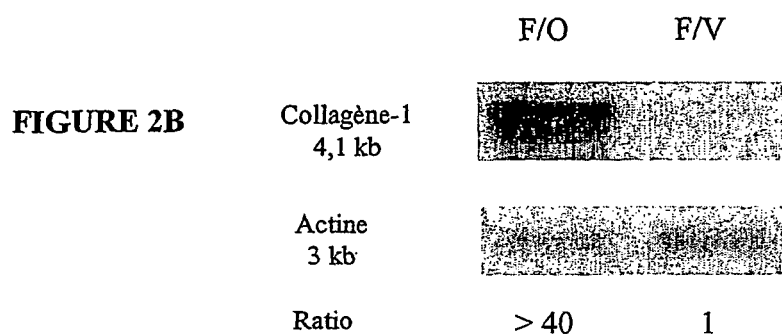 F/O F/V
FIGURE 2B
Collagène-1
4,1 kb
Actine
3 kb
Ratio > 40 1